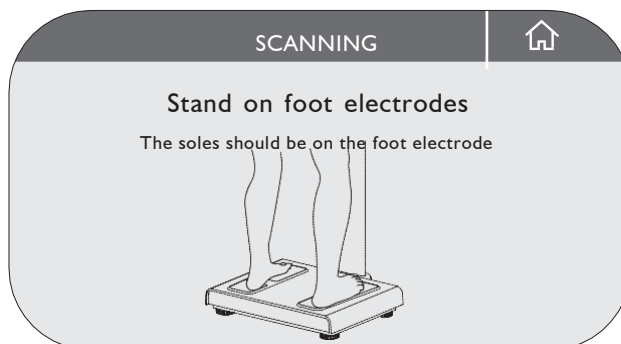 SCANNING
Stand on foot electrodes
The soles should be on the foot electrode